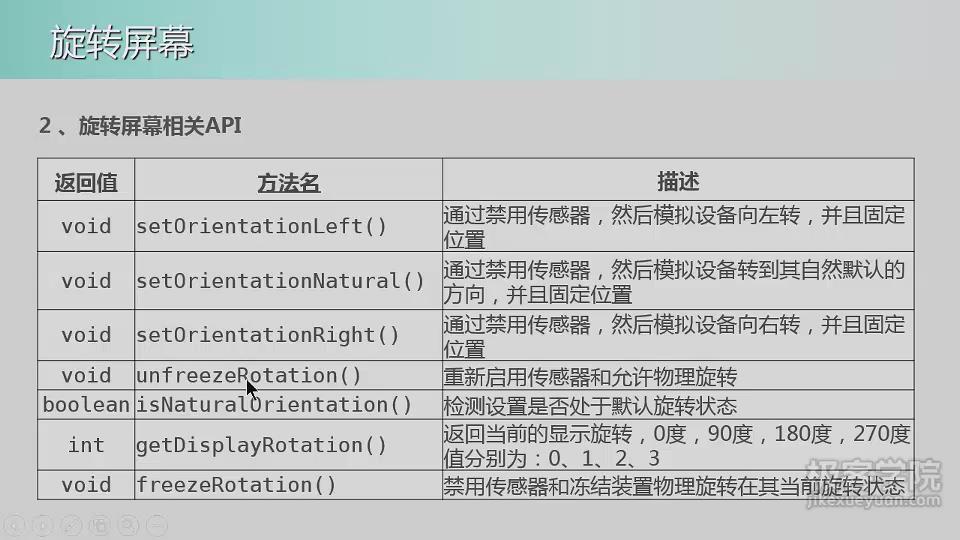 旋转屏幕
2 、旋转屏幕相关API
返回值 方法名 描述
void setOrientationLeft() 通过禁用传感器，然后模拟设备向左转，并且固定
位置
void setOrientationNatural() 通过禁用传感器，然后模拟设备转到其自然默认的
方向，并且固定位置
void setOrientationRight() 通过禁用传感器，然后模拟设备向右转，并且固定
位置
void unfreezeRotation() 重新启用传感器和允许物理旋转
boolean isNaturalOrientation() 检测设置是否处于默认旋转状态
int getDisplayRotation() 返回当前的显示旋转，0度，90度，180度，270度
值分别为：0、1、2、3
void freezeRotation() 禁用传感器和冻结装置物理旋转在其当前旋转状态
极客学院
jikexueyuan.com